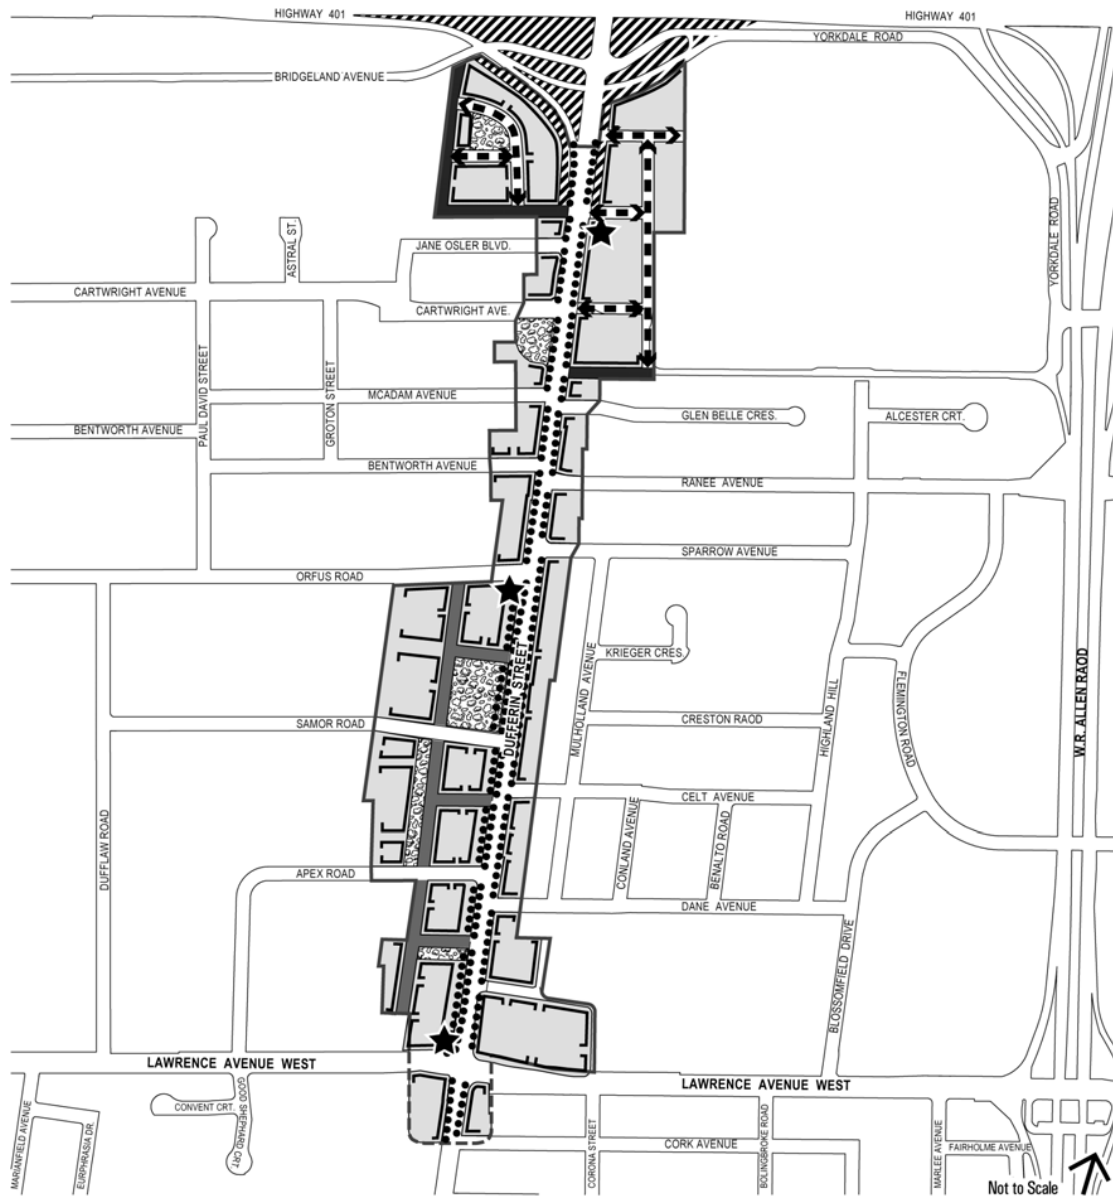 HIGHWAY 401
HIGHWAY 401
YORKDALE ROAD
BRIDGELAND AVENUE
ASTRAL ST.
JANE OSLER BLVD.
YORKDALE ROAD
CARTWRIGHT AVENUE
CARTWRIGHT AVE.
PAUL DAVID STREET
GROTON STREET
MCADAM AVENUE
GLEN BELLE CRES.
ALCESTER CRT.
BENTWORTH AVENUE
BENTWORTH AVENUE
RANEE AVENUE
SPARROW AVENUE
ORFUS ROAD
KRIEGER CRES.
DUFFERIN STREET
MULHOLLAND AVENUE
HIGHLAND HILL
FLEMINGTON ROAD
W.R. ALLEN RAOD
SAMOR ROAD
CRESTON RAOD
CELT AVENUE
DUFFLAW ROAD
CONLAND AVENUE
BENALTO ROAD
APEX ROAD
DANE AVENUE
BLOSSOMFIELD DRIVE
LAWRENCE AVENUE WEST
LAWRENCE AVENUE WEST
CONVENT CRT.
GOOD SHEPHARD CRT
MARIANFIELD AVENUE
EURPHRASIA DR.
CORONA STREET
CORK AVENUE
BOLINGBROKE ROAD
MARLEE AVENUE
FAIRHOLME AVENUE
Not to Scale